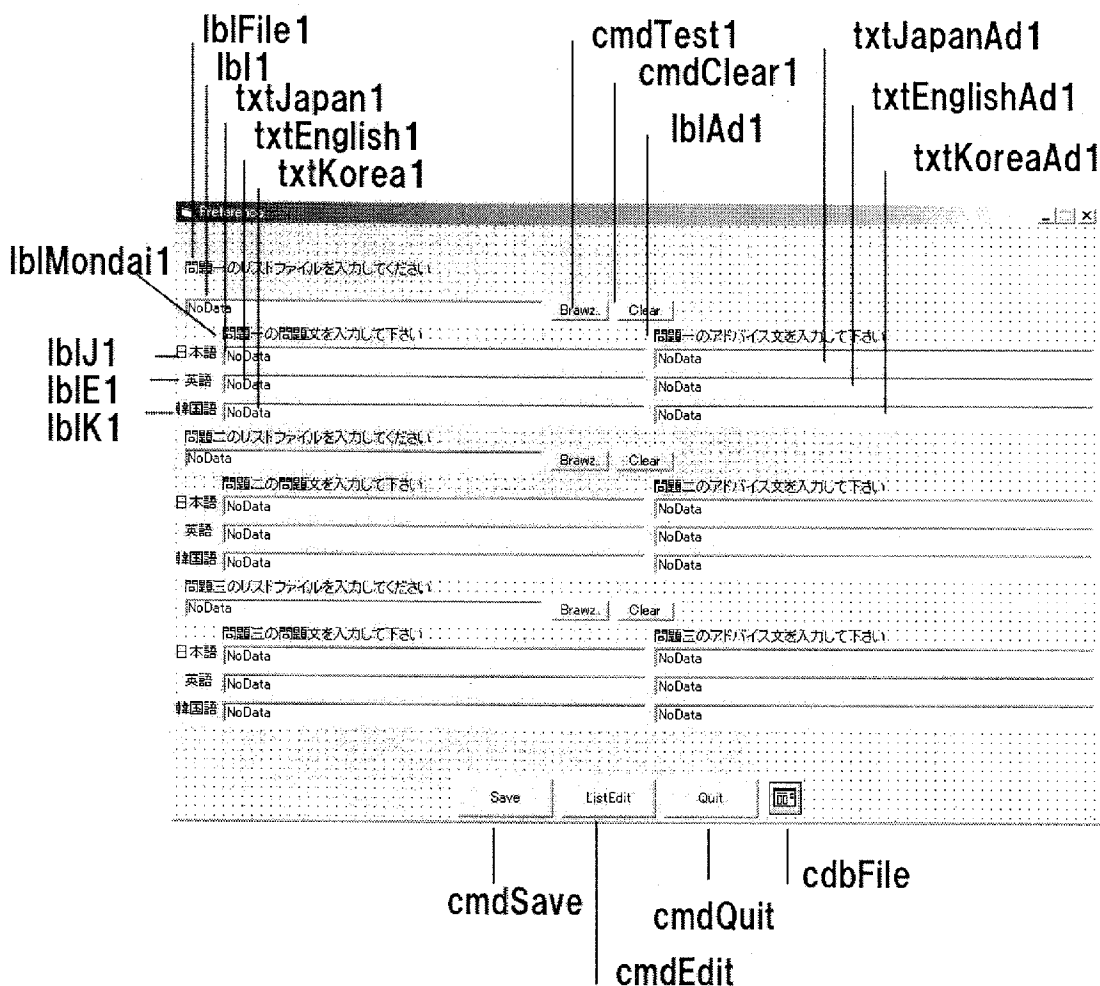 lblFile1
lbl1
txtJapan1
txtEnglish1
txtKorea1
cmdTest1
cmdClear1
lblAd1
txtJapanAd1
txtEnglishAd1
txtKoreaAd1
Preference
lblMondai1
問題一のリストファイルを入力してください
NoData Brawz.. Clear
問題一の問題文を入力して下さい 問題一のアドバイス文を入力して下さい
lblJ1 日本語 NoData NoData
lblE1 英語 NoData NoData
lblK1 韓国語 NoData NoData
問題二のリストファイルを入力してください
NoData Brawz.. Clear
問題二の問題文を入力して下さい 問題二のアドバイス文を入力して下さい
日本語 NoData NoData
英語 NoData NoData
韓国語 NoData NoData
問題三のリストファイルを入力してください
NoData Brawz.. Clear
問題三の問題文を入力して下さい 問題三のアドバイス文を入力して下さい
日本語 NoData NoData
英語 NoData NoData
韓国語 NoData NoData
Save ListEdit Quit
cmdSave
cmdEdit
cmdQuit
cdbFile